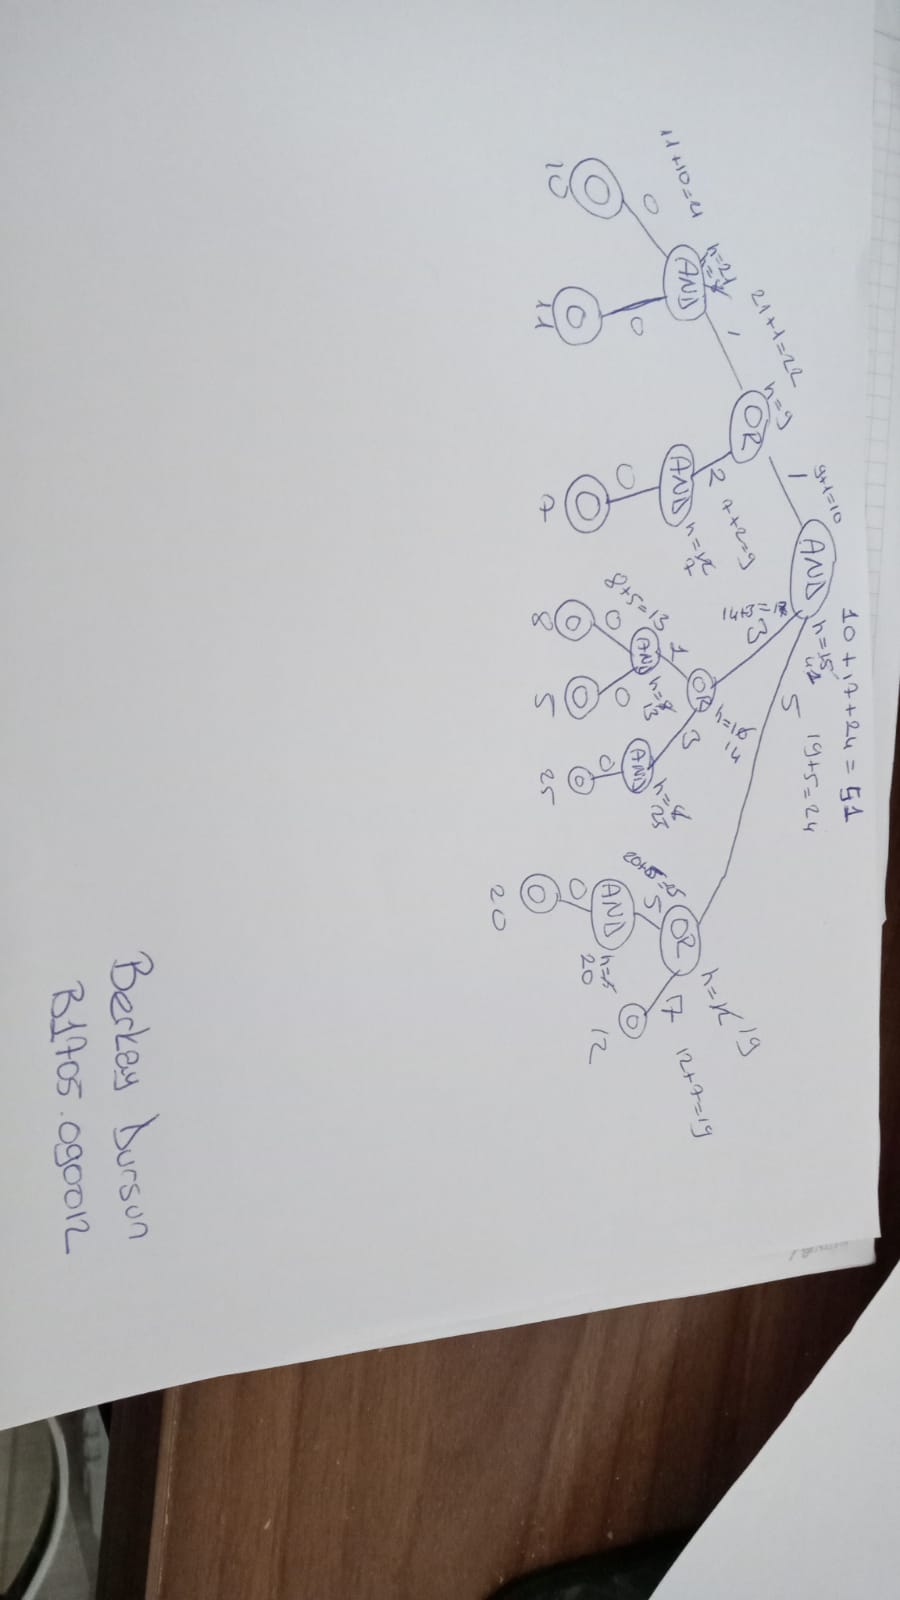 10+17+24=51
9+1=10
19+5=24
AND
h=15
1
3
5
21+1=22
h=9
OR
14+3=17
h=16
14
OR
h=12
19
OR
12+7=19
11+10=21
h=21
1
2
7+2=9
1
3
20+5=25
5
7
AND
AND
h=12
7
8+5=13
AND
h=8
13
AND
h=4
25
AND
h=15
20
O
12
0
0
0
0
0
0
0
O
O
O
O
O
O
O
10
11
7
8
5
25
20
Berkay Dursun
B1705.090012